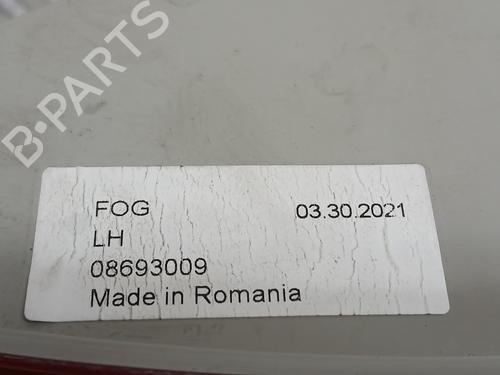 B-PARTS
FOG 03.30.2021
LH
08693009
Made in Romania